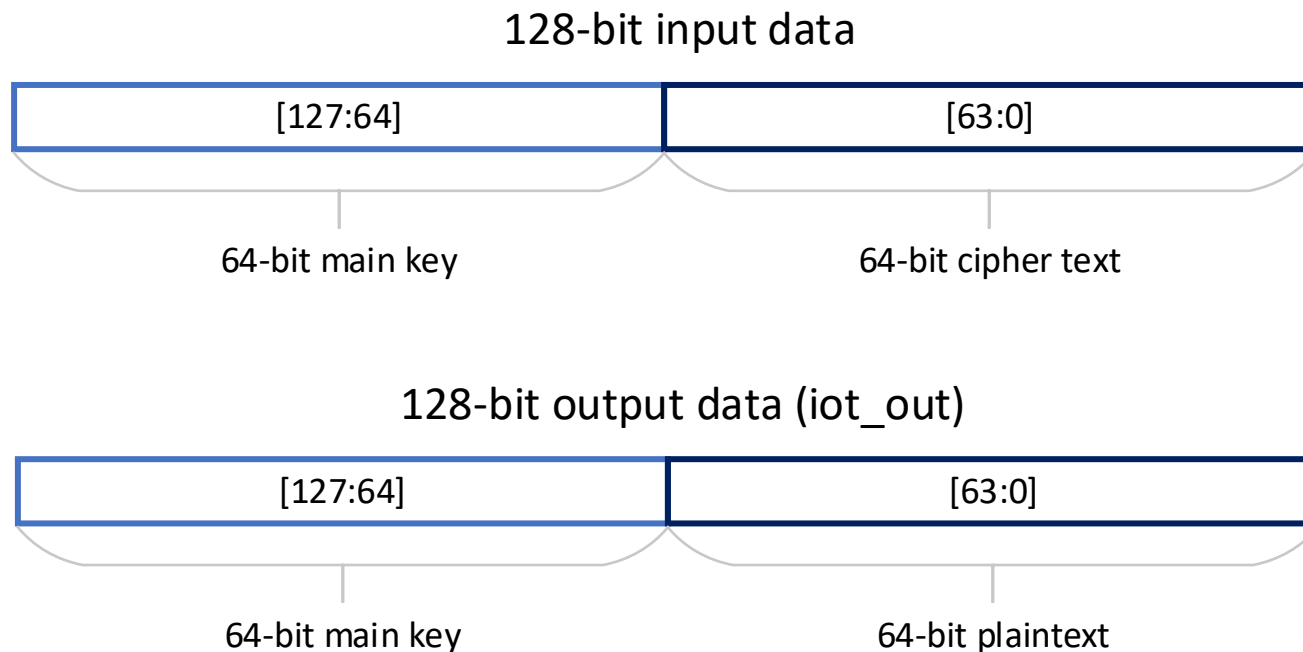 128-bit input data
[127:64] [63:0]
64-bit main key 64-bit cipher text
128-bit output data (iot_out)
[127:64] [63:0]
64-bit main key 64-bit plaintext